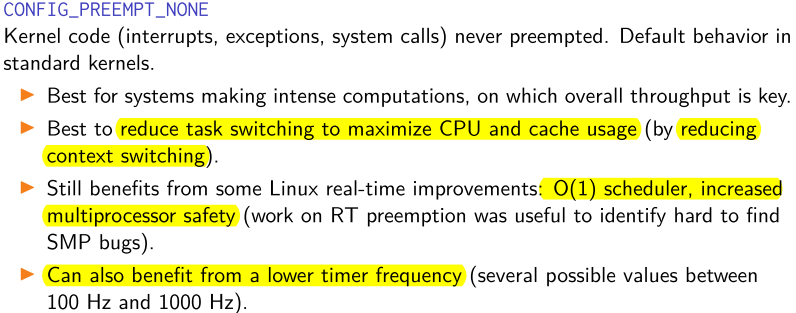 CONFIG_PREEMPT_NONE
Kernel code (interrupts, exceptions, system calls) never preempted. Default behavior in
standard kernels.
▶ Best for systems making intense computations, on which overall throughput is key.
▶ Best to reduce task switching to maximize CPU and cache usage (by reducing
context switching).
▶ Still benefits from some Linux real-time improvements: O(1) scheduler, increased
multiprocessor safety (work on RT preemption was useful to identify hard to find
SMP bugs).
▶ Can also benefit from a lower timer frequency (several possible values between
100 Hz and 1000 Hz).